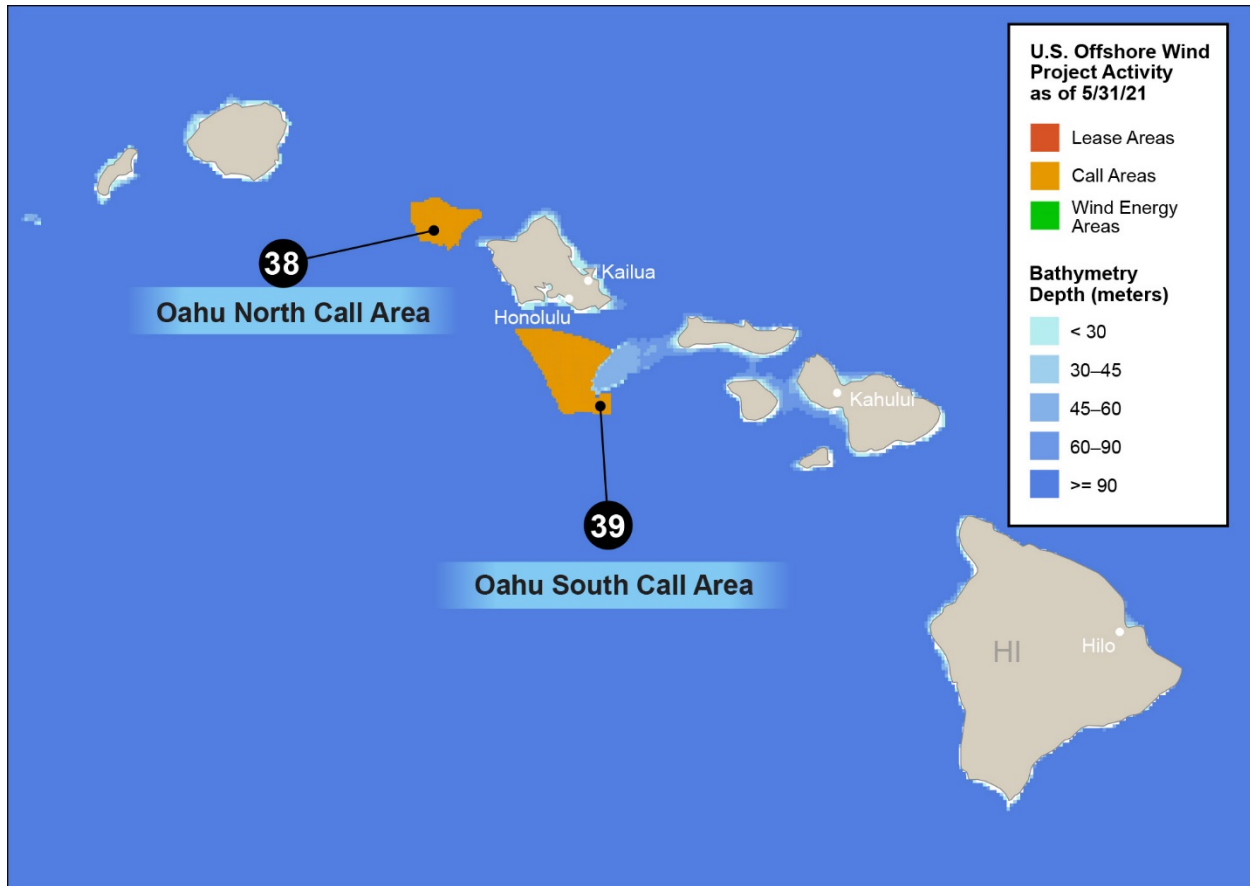 U.S. Offshore Wind
Project Activity
as of 5/31/21
Lease Areas
Call Areas
Wind Energy
Areas
Bathymetry
Depth (meters)
< 30
30–45
45–60
60–90
>= 90
38
Oahu North Call Area
Kailua
Honolulu
Kahului
39
Oahu South Call Area
HI
Hilo